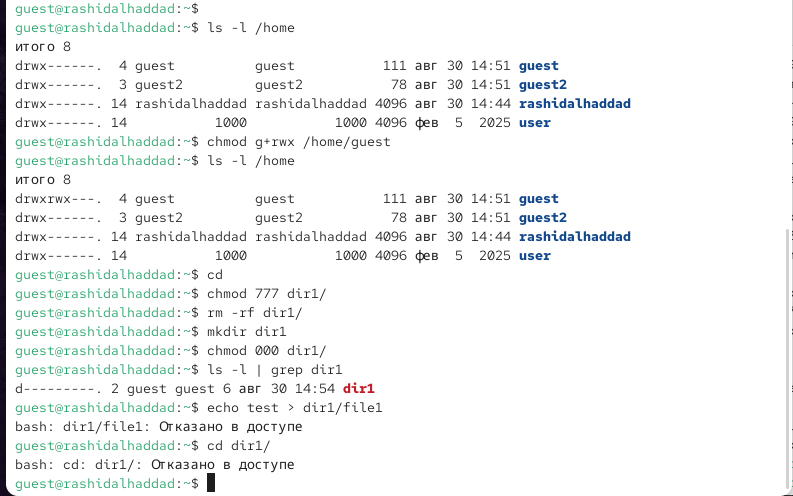 guest@rashidalhaddad:~$
guest@rashidalhaddad:~$ ls -l /home
итого 8
drwx------.  4 guest          guest           111 авг 30 14:51 guest
drwx------.  3 guest2         guest2           78 авг 30 14:51 guest2
drwx------. 14 rashidalhaddad rashidalhaddad 4096 авг 30 14:44 rashidalhaddad
drwx------. 14           1000           1000 4096 фев  5  2025 user
guest@rashidalhaddad:~$ chmod g+rwx /home/guest
guest@rashidalhaddad:~$ ls -l /home
итого 8
drwxrwx---.  4 guest          guest           111 авг 30 14:51 guest
drwx------.  3 guest2         guest2           78 авг 30 14:51 guest2
drwx------. 14 rashidalhaddad rashidalhaddad 4096 авг 30 14:44 rashidalhaddad
drwx------. 14           1000           1000 4096 фев  5  2025 user
guest@rashidalhaddad:~$ cd
guest@rashidalhaddad:~$ chmod 777 dir1/
guest@rashidalhaddad:~$ rm -rf dir1/
guest@rashidalhaddad:~$ mkdir dir1
guest@rashidalhaddad:~$ chmod 000 dir1/
guest@rashidalhaddad:~$ ls -l | grep dir1
d---------. 2 guest guest 6 авг 30 14:54 dir1
guest@rashidalhaddad:~$ echo test > dir1/file1
bash: dir1/file1: Отказано в доступе
guest@rashidalhaddad:~$ cd dir1/
bash: cd: dir1/: Отказано в доступе
guest@rashidalhaddad:~$